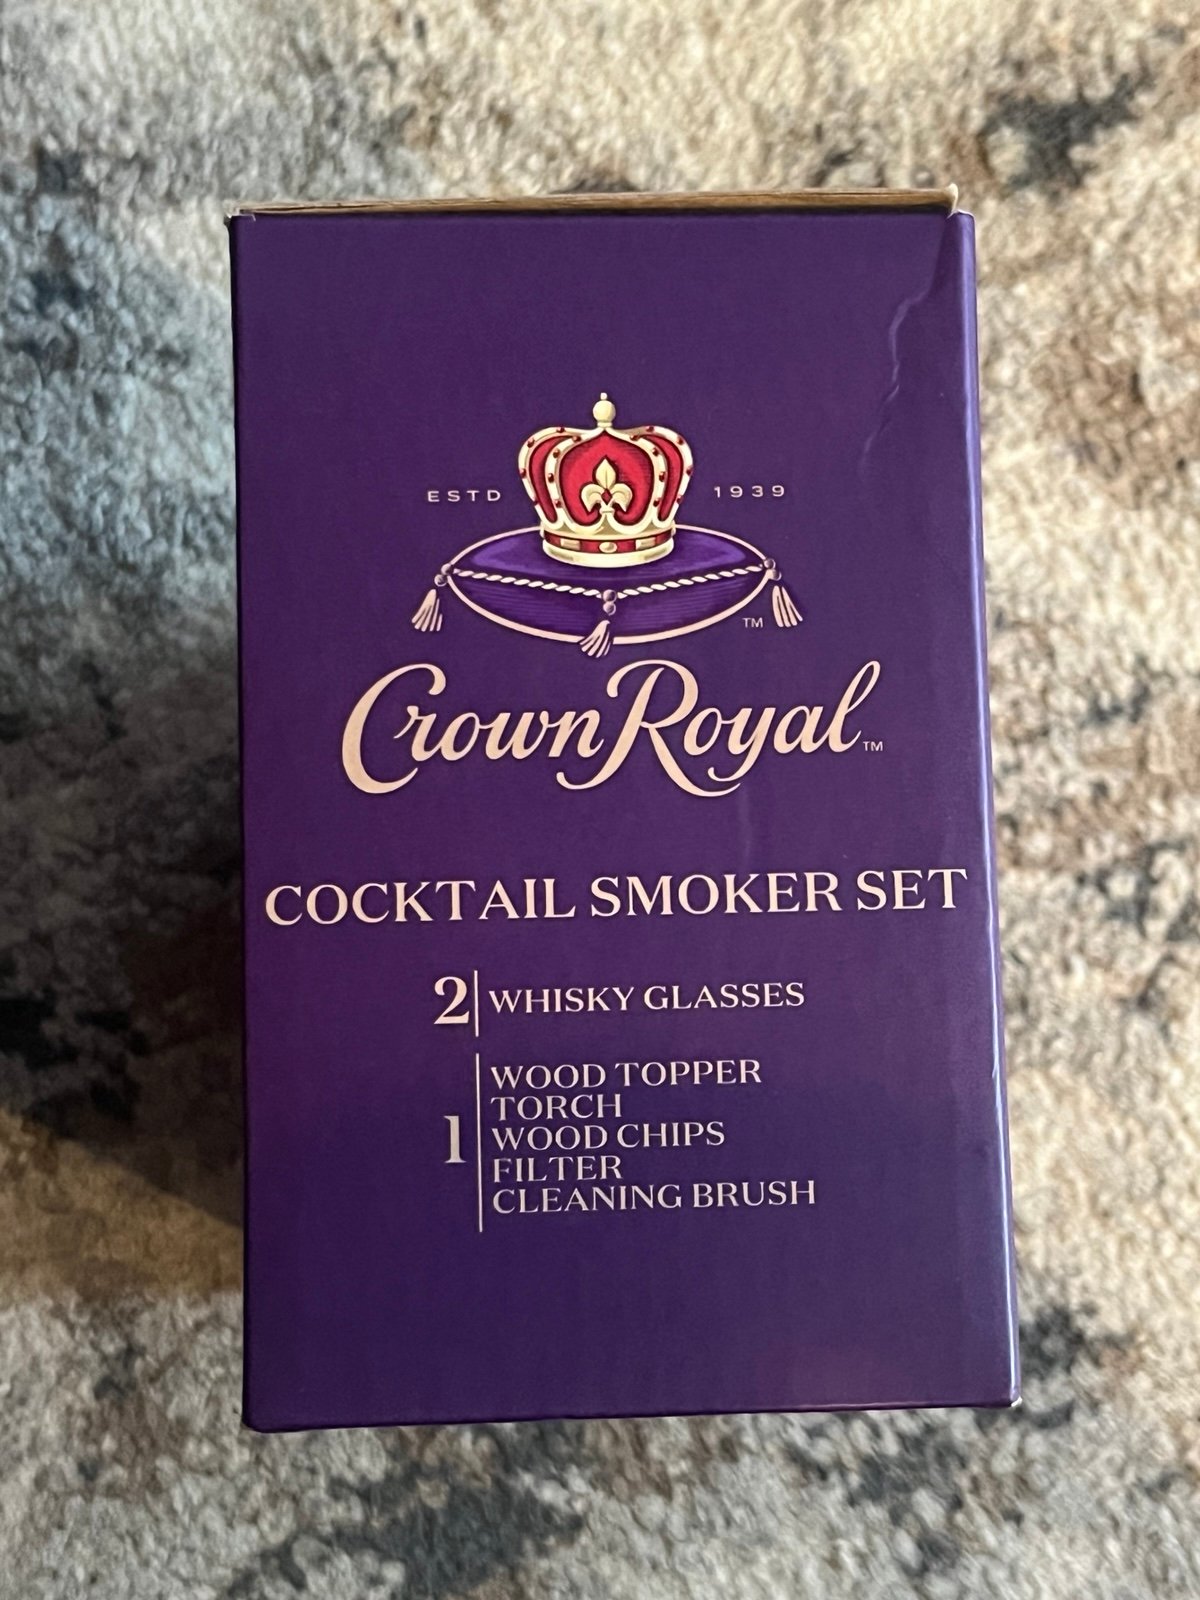 ESTD 1939
TM
Crown Royal TM
COCKTAIL SMOKER SET
2 WHISKY GLASSES
WOOD TOPPER
TORCH
1 WOOD CHIPS
FILTER
CLEANING BRUSH